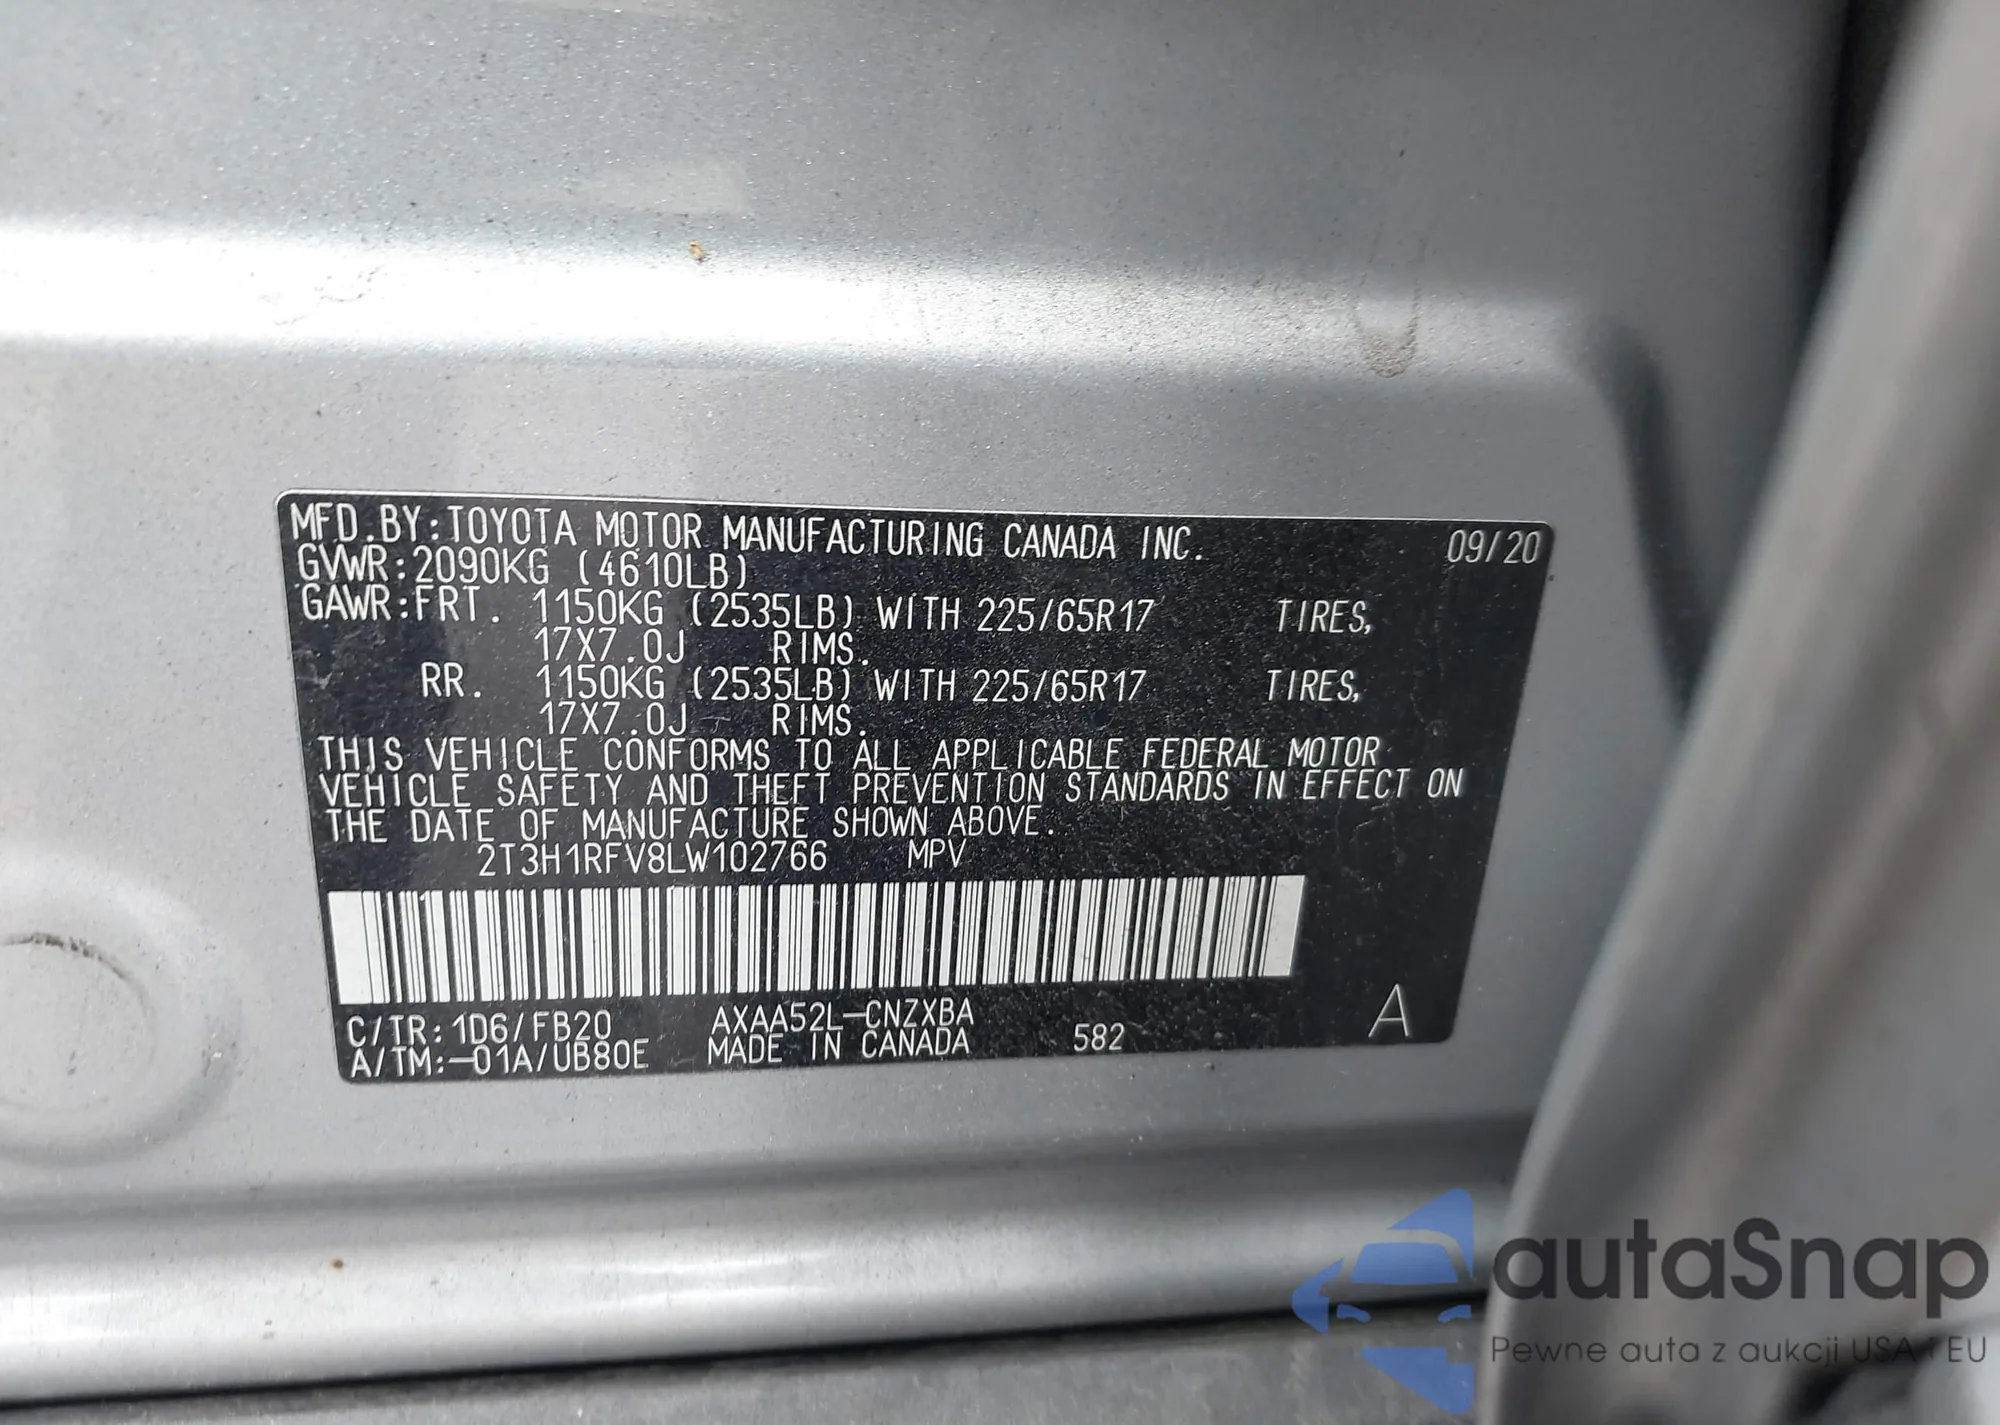 MFD.BY:TOYOTA MOTOR MANUFACTURING CANADA INC. 09/20
GVWR:2090KG (4610LB)
GAWR:FRT. 1150KG (2535LB) WITH 225/65R17 TIRES,
17X7.0J RIMS.
RR. 1150KG (2535LB) WITH 225/65R17 TIRES,
17X7.0J RIMS.
THIS VEHICLE CONFORMS TO ALL APPLICABLE FEDERAL MOTOR
VEHICLE SAFETY AND THEFT PREVENTION STANDARDS IN EFFECT ON
THE DATE OF MANUFACTURE SHOWN ABOVE.
2T3H1RFV8LW102766 MPV
C/TR:1D6/FB20 AXAA52L-CNZXBA
A/TM:-01A/UB80E MADE IN CANADA 582 A
autaSnap
Pewne auta z aukcji USA i EU